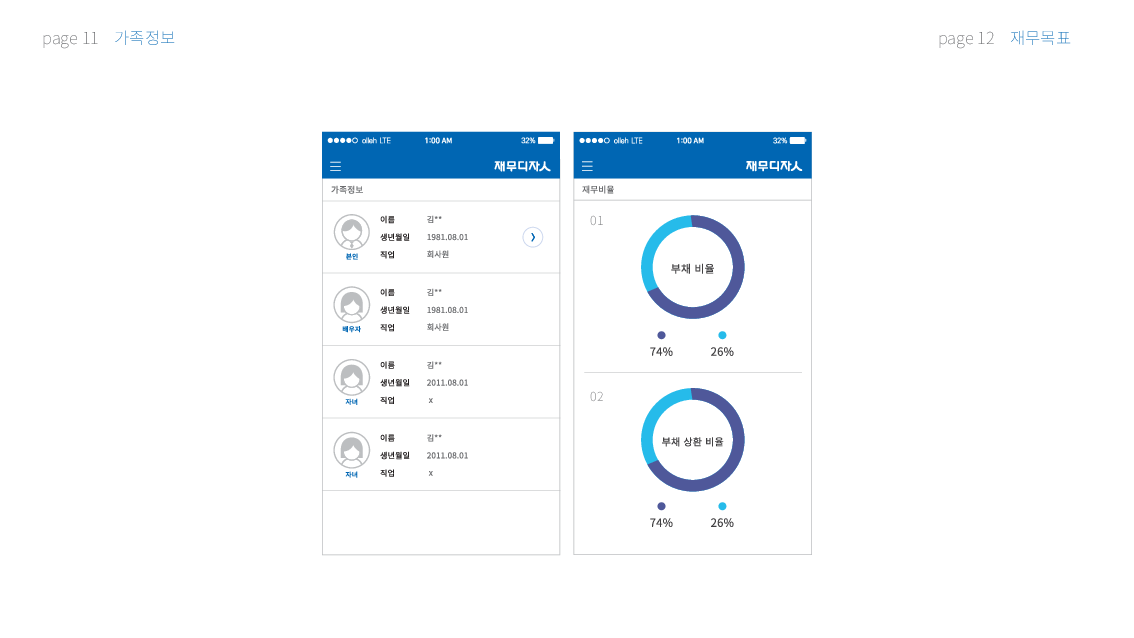 page 11 가족정보
page 12 재무목표
olleh LTE 1:00 AM 32%
재무디자人
가족정보
이름 김**
생년월일 1981.08.01
직업 회사원
본인
이름 김**
생년월일 1981.08.01
직업 회사원
배우자
이름 김**
생년월일 2011.08.01
직업 x
자녀
이름 김**
생년월일 2011.08.01
직업 x
자녀
olleh LTE 1:00 AM 32%
재무디자人
재무비율
01
부채 비율
74% 26%
02
부채 상환 비율
74% 26%